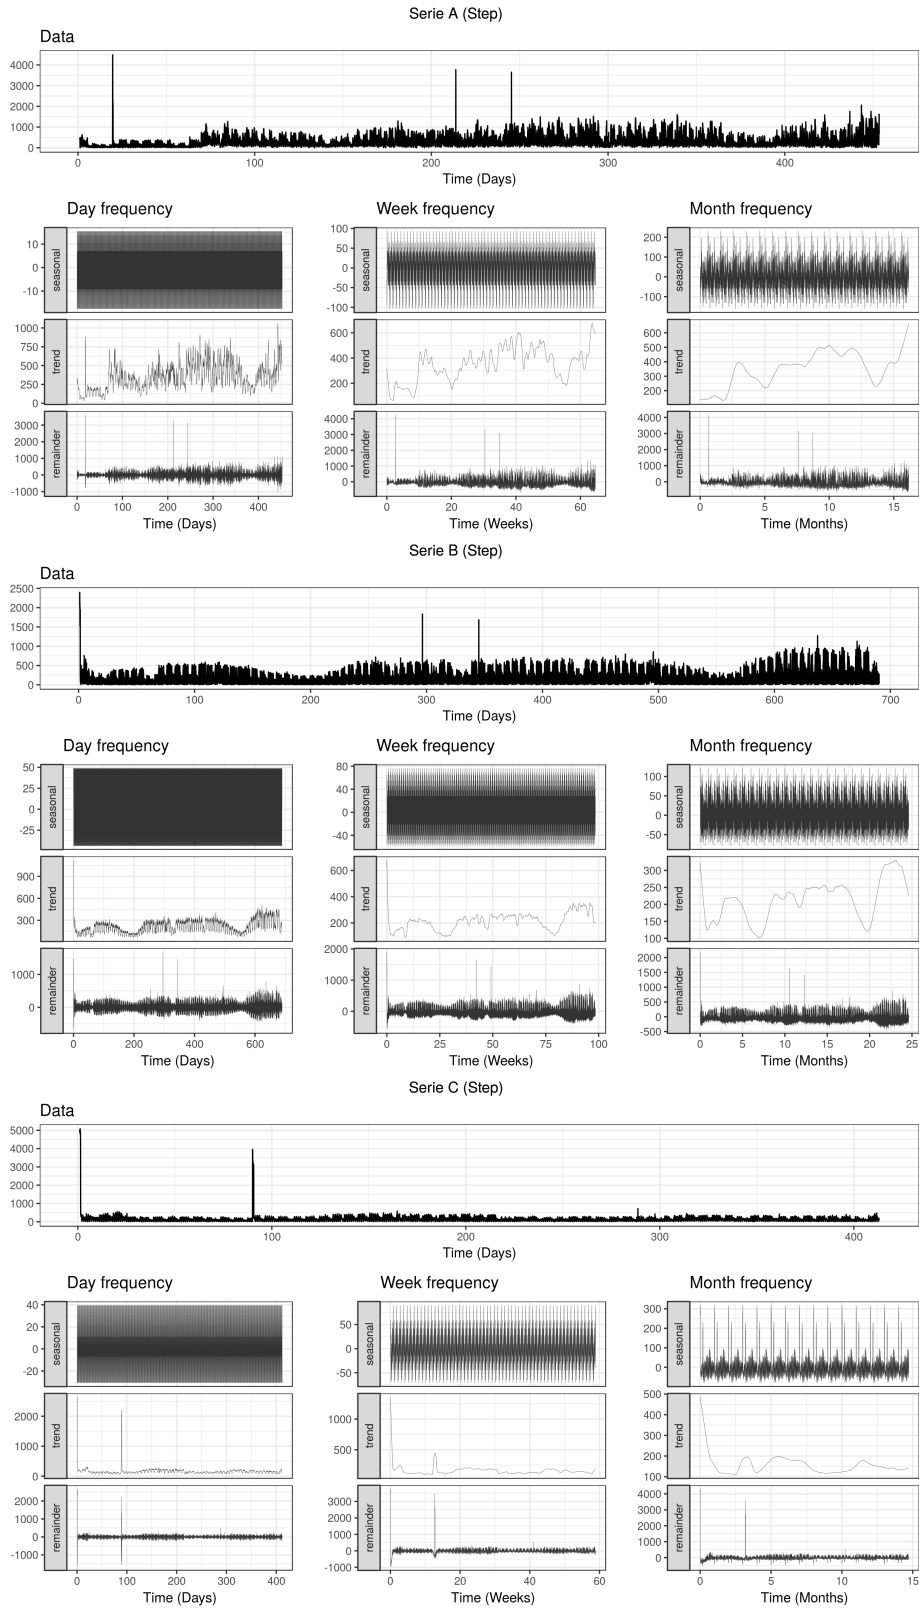 Serie A (Step)
Data
4000
3000
2000
1000
0
0 100 200 300 400
Time (Days)
Day frequency Week frequency Month frequency
seasonal 10 0 -10
seasonal 100 50 0 -50 -100
seasonal 200 100 0 -100
trend 1000 750 500 250 0
trend 600 400 200
trend 600 500 400 300 200
remainder 3000 2000 1000 0 -1000
remainder 4000 3000 2000 1000 0
remainder 4000 3000 2000 1000 0
0 100 200 300 400 0 20 40 60 0 5 10 15
Time (Days) Time (Weeks) Time (Months)
Serie B (Step)
Data
2500
2000
1500
1000
500
0
0 100 200 300 400 500 600 700
Time (Days)
Day frequency Week frequency Month frequency
seasonal 50 25 0 -25
seasonal 80 40 0 -40
seasonal 100 50 0 -50
trend 900 600 300
trend 600 400 200
trend 300 250 200 150 100
remainder 1000 0
remainder 2000 1000 0
remainder 2000 1500 1000 500 0 -500
0 200 400 600 0 25 50 75 100 0 5 10 15 20 25
Time (Days) Time (Weeks) Time (Months)
Serie C (Step)
Data
5000
4000
3000
2000
1000
0
0 100 200 300 400
Time (Days)
Day frequency Week frequency Month frequency
seasonal 40 20 0 -20
seasonal 50 0 -50
seasonal 300 200 100 0
trend 2000 1000 0
trend 1000 500
trend 500 400 300 200 100
remainder 2000 1000 0 -1000
remainder 3000 2000 1000 0 -1000
remainder 4000 3000 2000 1000 0
0 100 200 300 400 0 20 40 60 0 5 10 15
Time (Days) Time (Weeks) Time (Months)